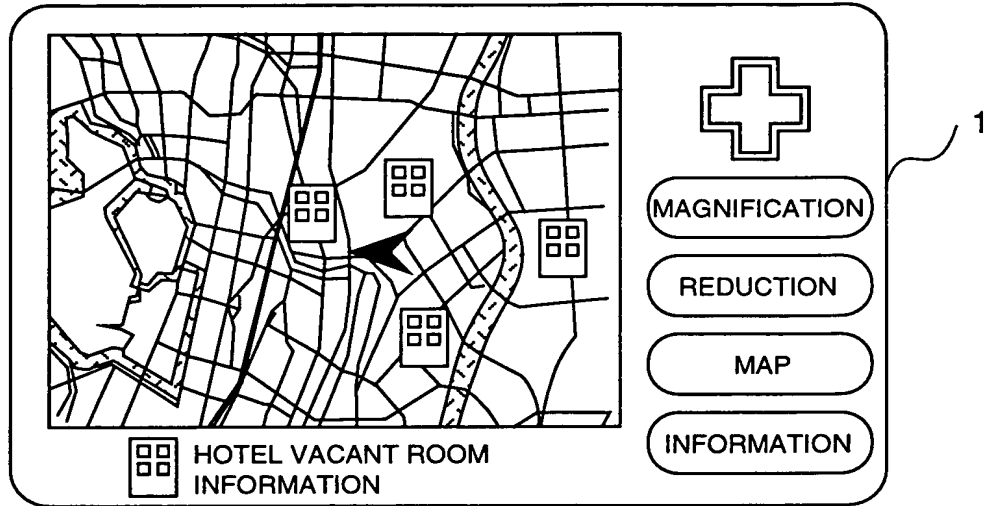 1
MAGNIFICATION
REDUCTION
MAP
INFORMATION
HOTEL VACANT ROOM
INFORMATION